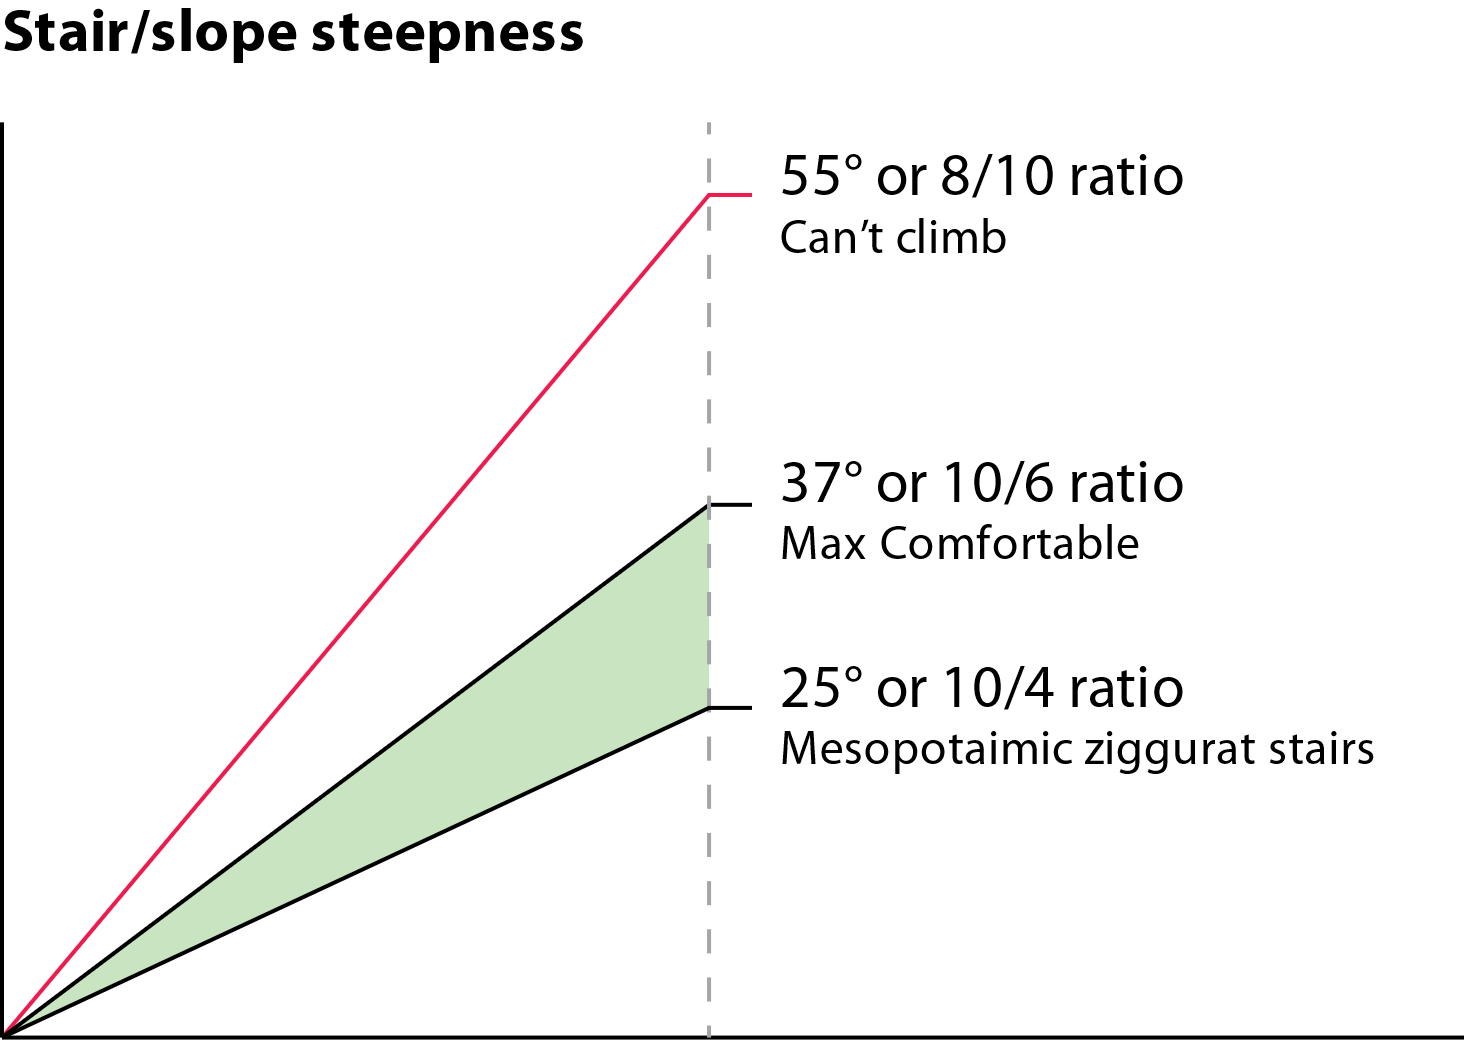 Stair/slope steepness
55° or 8/10 ratio
Can’t climb
37° or 10/6 ratio
Max Comfortable
25° or 10/4 ratio
Mesopotaimic ziggurat stairs